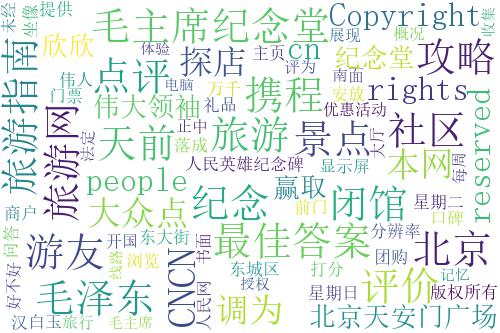 未经 提供 毛主席纪念堂 Copyright 收集
坐像 展现 概况
欣欣 探店 cn 纪念堂 攻略
体验 主页 评为 南面
旅游指南 点评 伟人 电脑 万千 安放
门票 礼品 携程 优惠活动 rights reserved
伟大领袖
旅游网 法定 天前 正中 落成 旅游 景点 大厅 社区
人民英雄纪念碑 显示屏 每周 本网
people 赢取
大众点 纪念 闭馆 星期二
商户 前门 口碑
问答 开国 东大街 最佳答案 分辨率 北京
游友 CNCN 书面
好不好 线路 浏览 人民网 东城区 打分 团购 记忆
毛泽东 授权 星期日 评价 版权所有
汉白玉 旅行 毛主席 调为 北京天安门广场